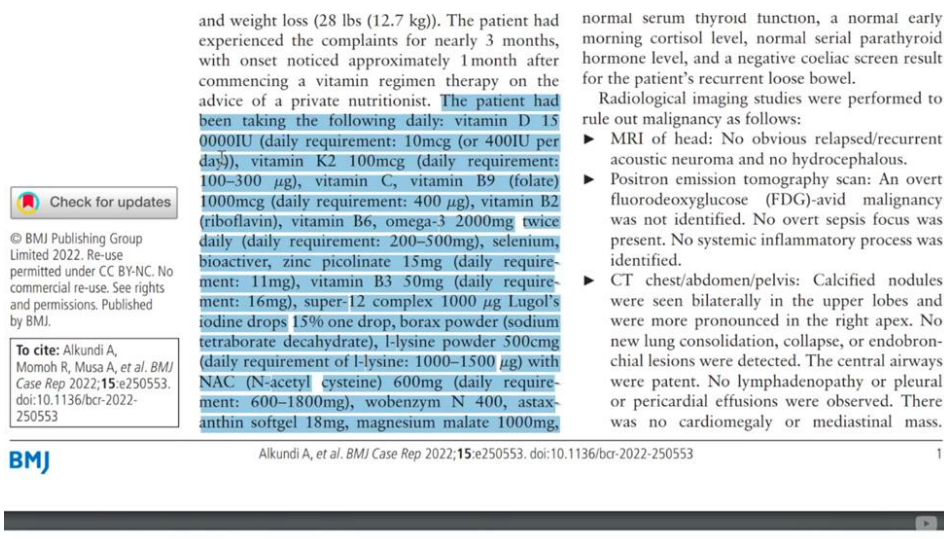 and weight loss (28 lbs (12.7 kg)). The patient had
experienced the complaints for nearly 3 months,
with onset noticed approximately 1 month after
commencing a vitamin regimen therapy on the
advice of a private nutritionist. The patient had
been taking the following daily: vitamin D 15
0000IU (daily requirement: 10mcg (or 400IU per
day)), vitamin K2 100mcg (daily requirement:
100–300 µg), vitamin C, vitamin B9 (folate)
1000mcg (daily requirement: 400 µg), vitamin B2
(riboflavin), vitamin B6, omega-3 2000mg twice
daily (daily requirement: 200–500mg), selenium,
bioactiver, zinc picolinate 15mg (daily require-
ment: 11mg), vitamin B3 50mg (daily require-
ment: 16mg), super-12 complex 1000 µg Lugol's
iodine drops 15% one drop, borax powder (sodium
tetraborate decahydrate), l-lysine powder 500cmg
(daily requirement of l-lysine: 1000–1500 µg) with
NAC (N-acetyl cysteine) 600mg (daily require-
ment: 600–1800mg), wobenzym N 400, astax-
anthin softgel 18mg, magnesium malate 1000mg,
normal serum thyroid function, a normal early
morning cortisol level, normal serial parathyroid
hormone level, and a negative coeliac screen result
for the patient's recurrent loose bowel.
Radiological imaging studies were performed to
rule out malignancy as follows:
► MRI of head: No obvious relapsed/recurrent
acoustic neuroma and no hydrocephalous.
► Positron emission tomography scan: An overt
fluorodeoxyglucose (FDG)-avid malignancy
was not identified. No overt sepsis focus was
present. No systemic inflammatory process was
identified.
► CT chest/abdomen/pelvis: Calcified nodules
were seen bilaterally in the upper lobes and
were more pronounced in the right apex. No
new lung consolidation, collapse, or endobron-
chial lesions were detected. The central airways
were patent. No lymphadenopathy or pleural
or pericardial effusions were observed. There
was no cardiomegaly or mediastinal mass.
Check for updates
© BMJ Publishing Group
Limited 2022. Re-use
permitted under CC BY-NC. No
commercial re-use. See rights
and permissions. Published
by BMJ.
To cite: Alkundi A,
Momoh R, Musa A, et al. BMJ
Case Rep 2022;15:e250553.
doi:10.1136/bcr-2022-
250553
BMJ
Alkundi A, et al. BMJ Case Rep 2022;15:e250553. doi:10.1136/bcr-2022-250553
1